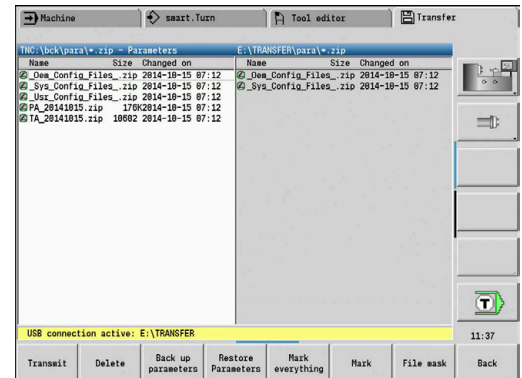 Machine
smart.Turn
Tool editor
Transfer
TNC:\bck\para\*.zip - Parameters
E:\TRANSFER\para\*.zip
Name Size Changed on
Name Size Changed on
_Oem_Config_Files_.zip 2014-10-15 07:12
_Oem_Config_Files_.zip 2014-10-15 07:12
_Sys_Config_Files_.zip 2014-10-15 07:12
_Sys_Config_Files_.zip 2014-10-15 07:12
_Usr_Config_Files_.zip 2014-10-15 07:12
PA_20141015.zip 176K2014-10-15 07:12
TA_20141015.zip 10602 2014-10-15 07:12
T
USB connection active: E:\TRANSFER
11:37
Transmit
Delete
Back up parameters
Restore Parameters
Mark everything
Mark
File mask
Back